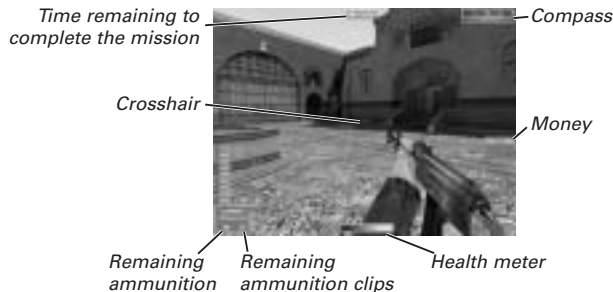 Time remaining to
complete the mission
Compass
Crosshair
Money
Remaining
ammunition
Remaining
ammunition clips
Health meter